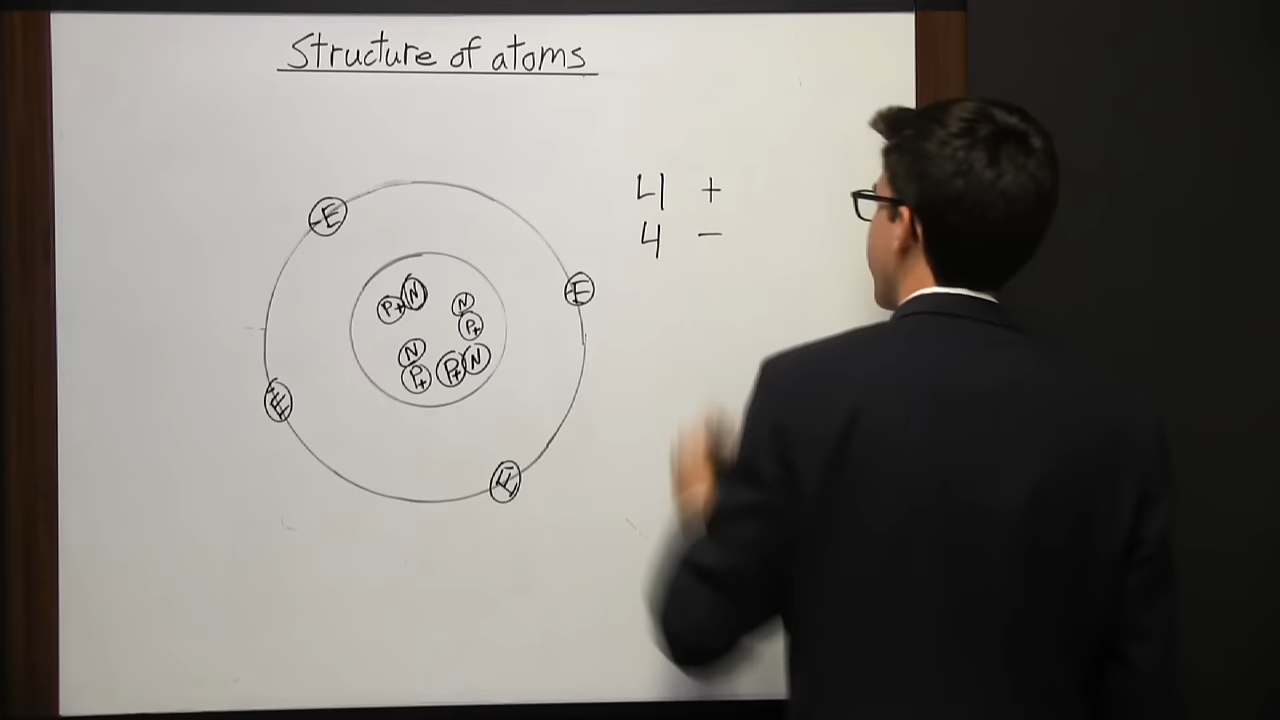 Structure of atoms
4 +
4 −
-E
E
P+ N
N
P+
N
P+
P+ N
E
E